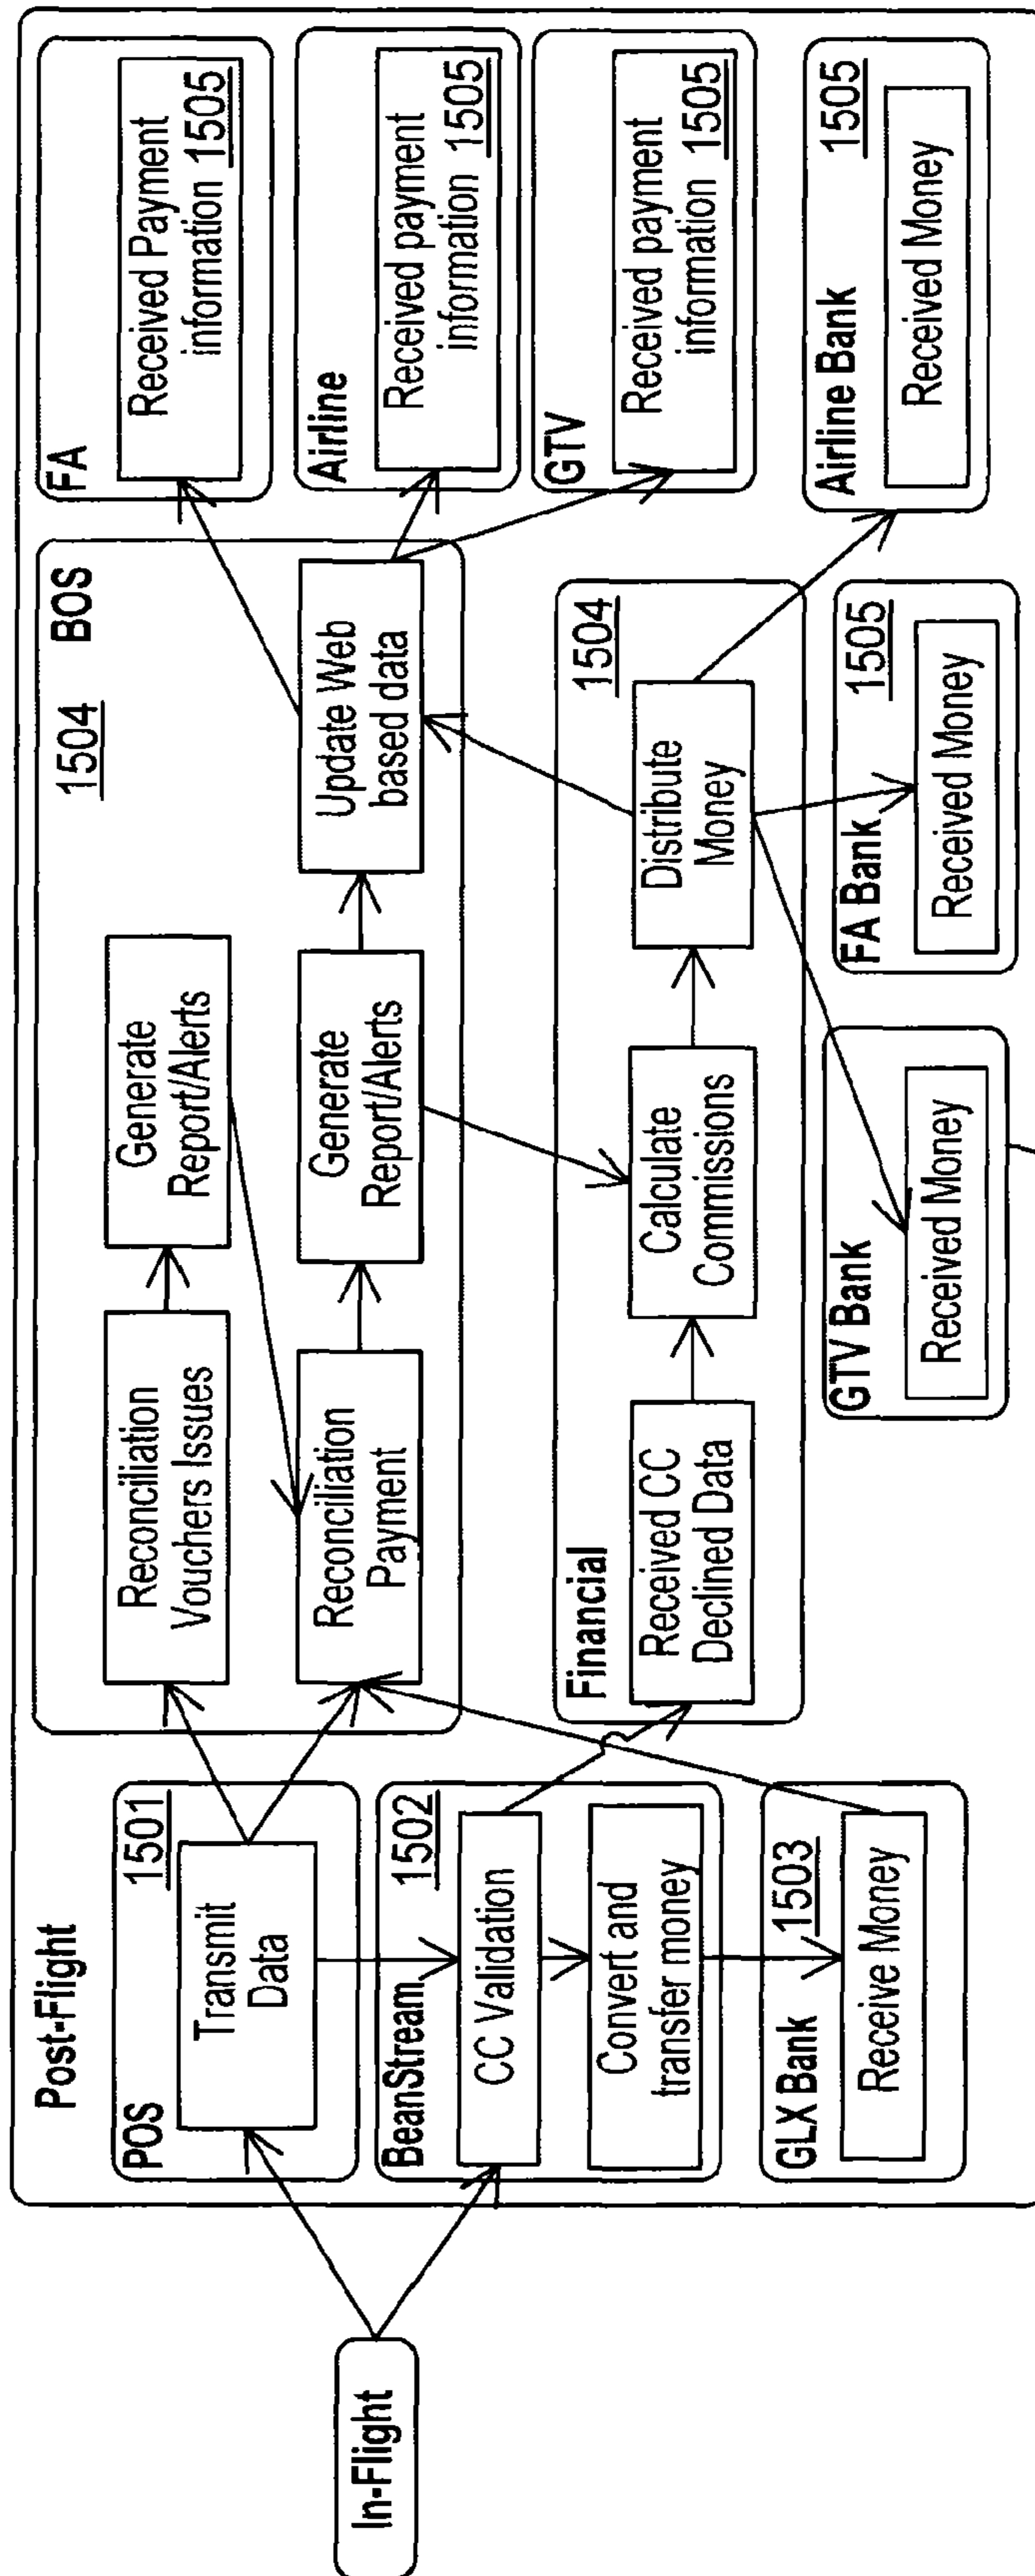 In-Flight
Post-Flight
POS
1501
Transmit
Data
BeanStream
1502
CC Validation
Convert and
transfer money
GLX Bank
1503
Receive Money
1504
BOS
Reconciliation
Vouchers Issues
Generate
Report/Alerts
Reconciliation
Payment
Generate
Report/Alerts
Update Web
based data
Financial
1504
Received CC
Declined Data
Calculate
Commissions
Distribute
Money
FA
Received Payment
information 1505
Airline
Received payment
information 1505
GTV
Received payment
information 1505
GTV Bank
Received Money
FA Bank
1505
Received Money
Airline Bank
1505
Received Money